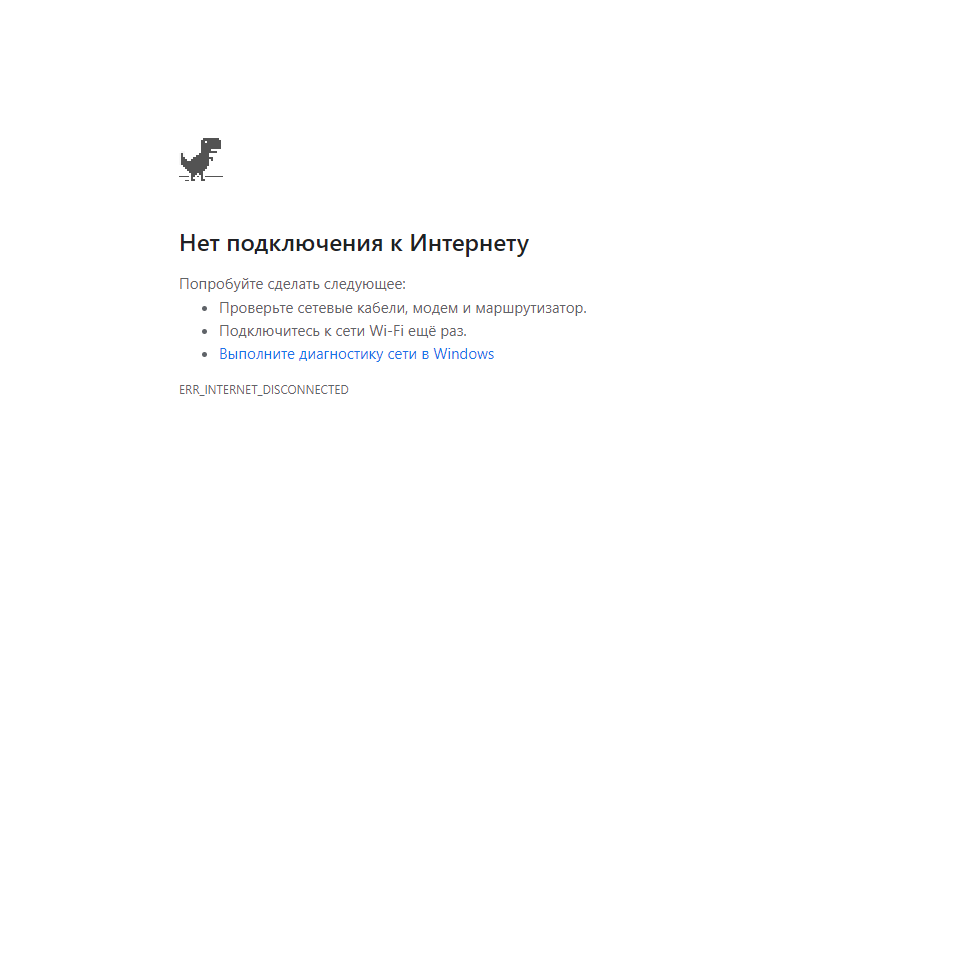 Нет подключения к Интернету
Попробуйте сделать следующее:
Проверьте сетевые кабели, модем и маршрутизатор.
Подключитесь к сети Wi-Fi ещё раз.
Выполните диагностику сети в Windows
ERR_INTERNET_DISCONNECTED